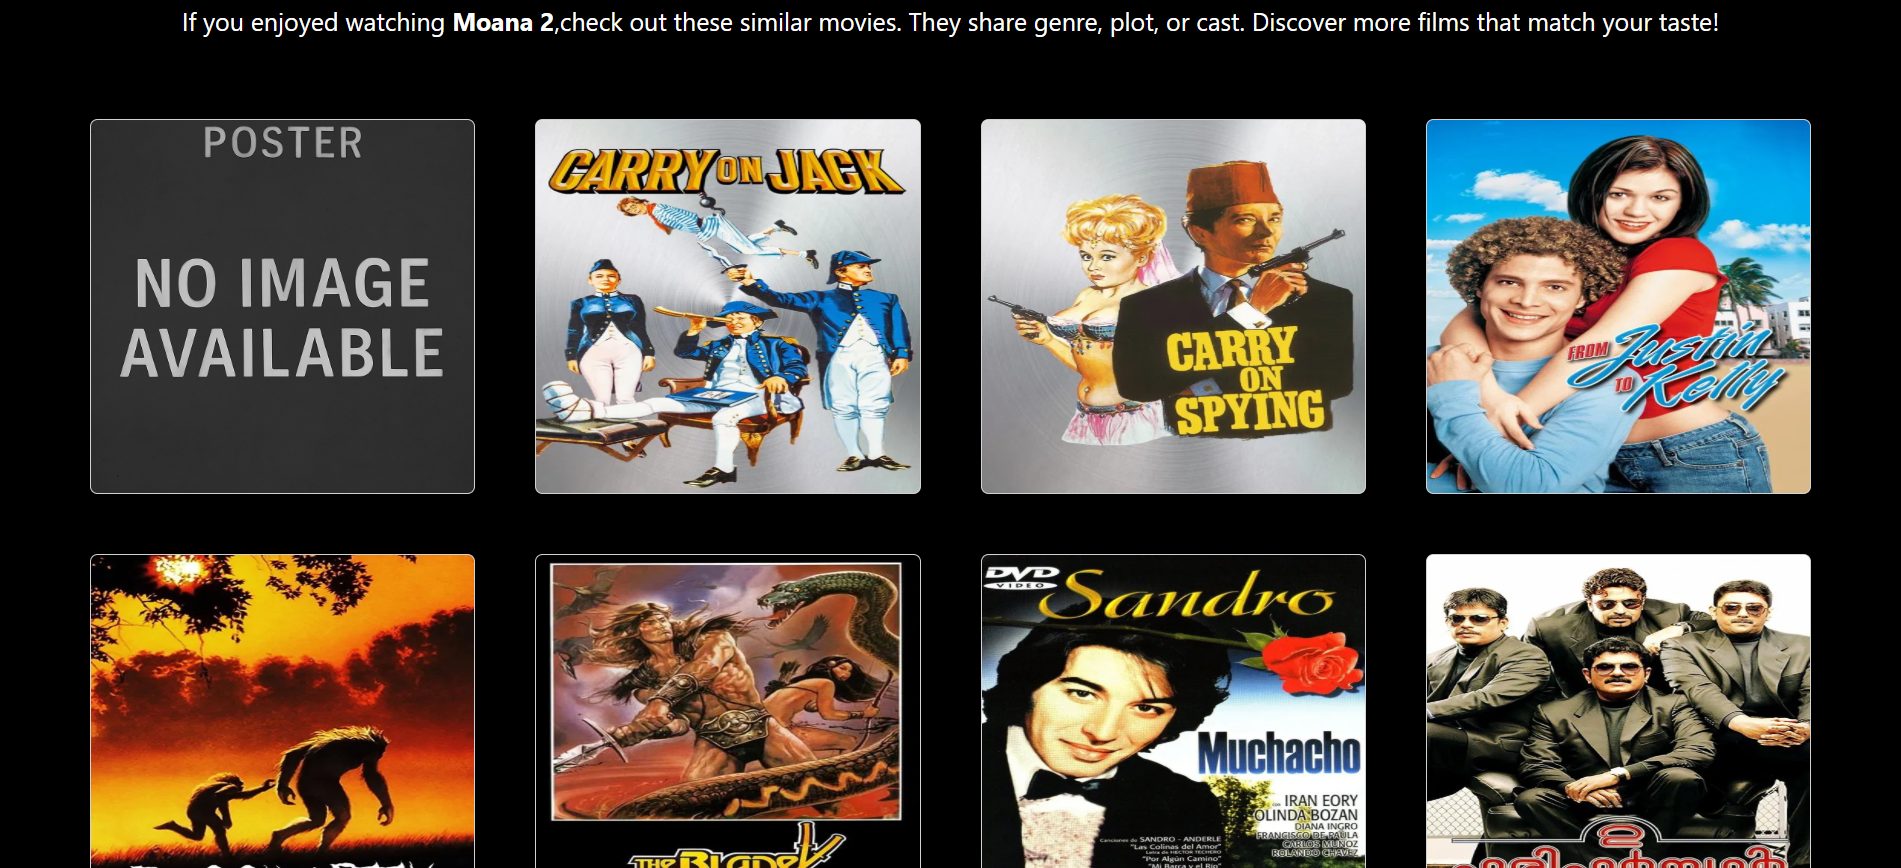 If you enjoyed watching Moana 2,check out these similar movies. They share genre, plot, or cast. Discover more films that match your taste!
POSTER
NO IMAGE
AVAILABLE
CARRY ON JACK
CARRY
ON
SPYING
FROM Justin
TO Kelly
THE BLADE
DVD
VIDEO
Sandro
Muchacho
IRAN EORY
OLINDA BOZAN
DIANA INGRO
FRANCISCO DE PAULA
CARLOS MUÑOZ
ROLANDO CHAVEZ
Canciones de SANDRO - ANDERLE
"Las Colinas del Amor"
"Por Algún Camino"
"Mi Barca y el Río"
ഇ